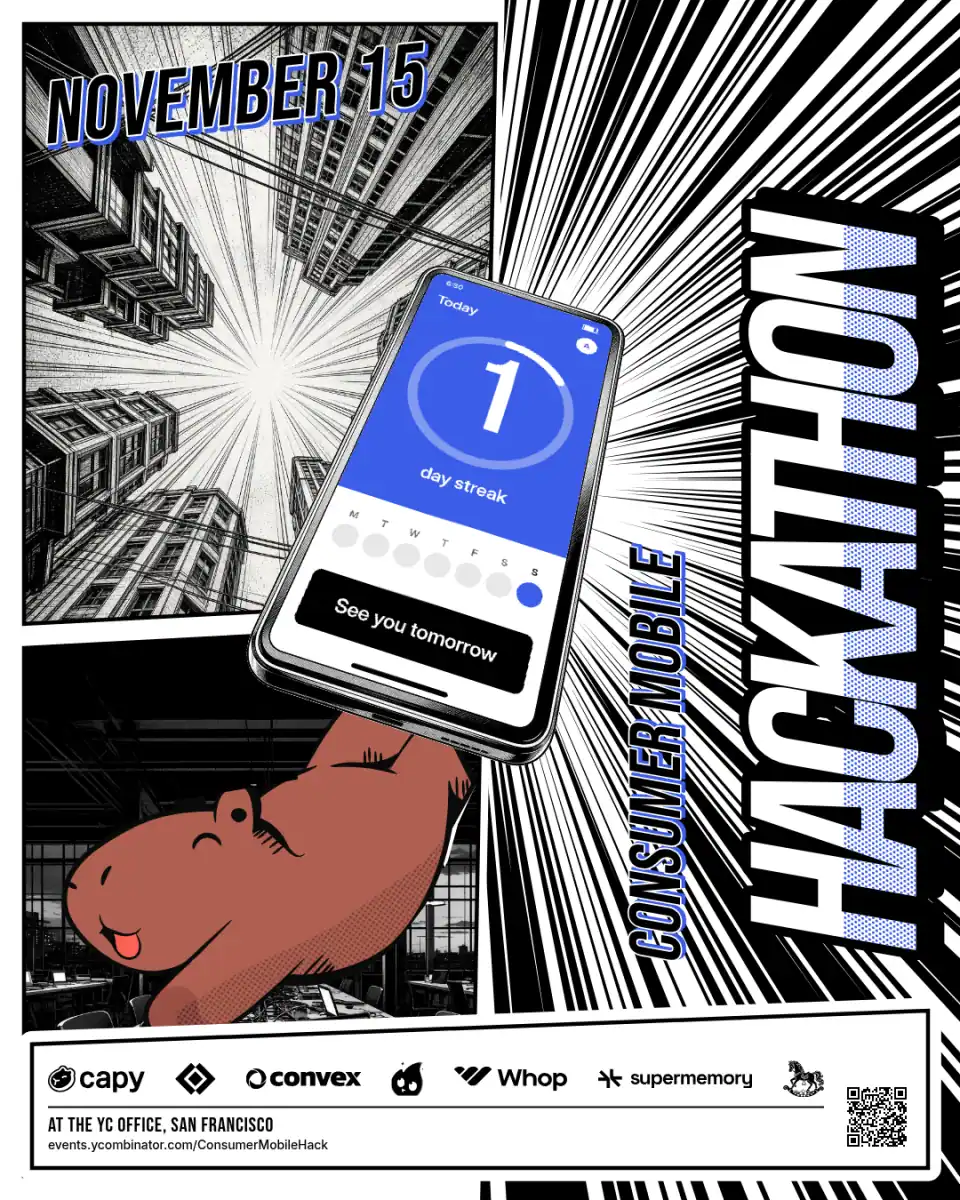 NOVEMBER 15
6:30
Today
1
day streak
M T W T F S S
See you tomorrow
CONSUMER MOBILE
HACKATHON
capy
convex
Whop
supermemory
AT THE YC OFFICE, SAN FRANCISCO
events.ycombinator.com/ConsumerMobileHack